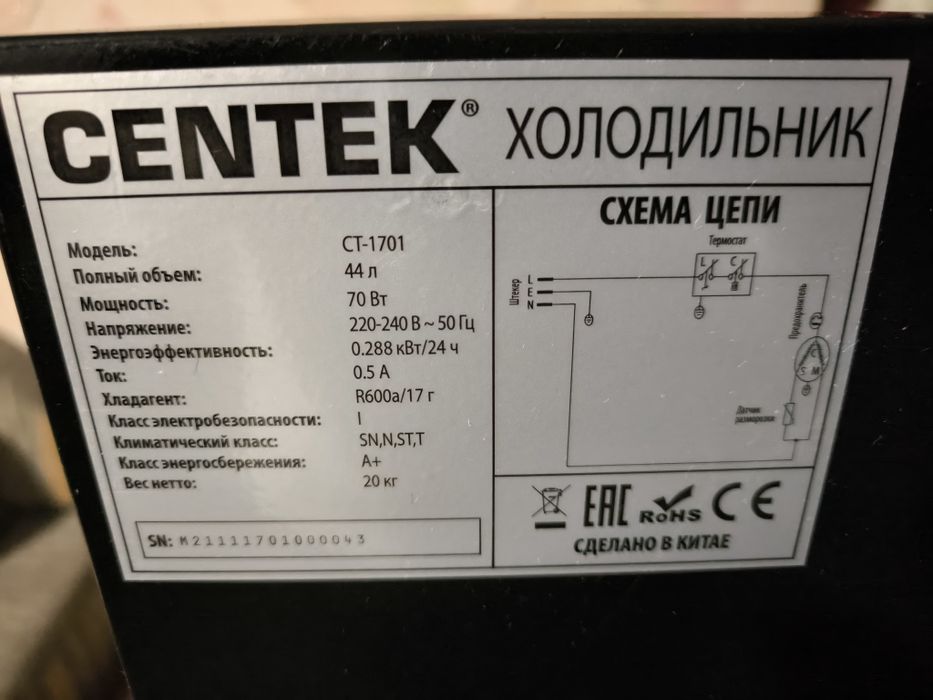 CENTEK® ХОЛОДИЛЬНИК
Модель: CT-1701
Полный объем: 44 л
Мощность: 70 Вт
Напряжение: 220-240 В ~ 50 Гц
Энергоэффективность: 0.288 кВт/24 ч
Ток: 0.5 А
Хладагент: R600a/17 г
Класс электробезопасности: I
Климатический класс: SN,N,ST,T
Класс энергосбережения: A+
Вес нетто: 20 кг
SN: M21111701000043
СХЕМА ЦЕПИ
Термостат
L C
Штекер
L
E
N
Предохранитель
C
S M
Датчик
разморозки
EAC RoHS CE
СДЕЛАНО В КИТАЕ